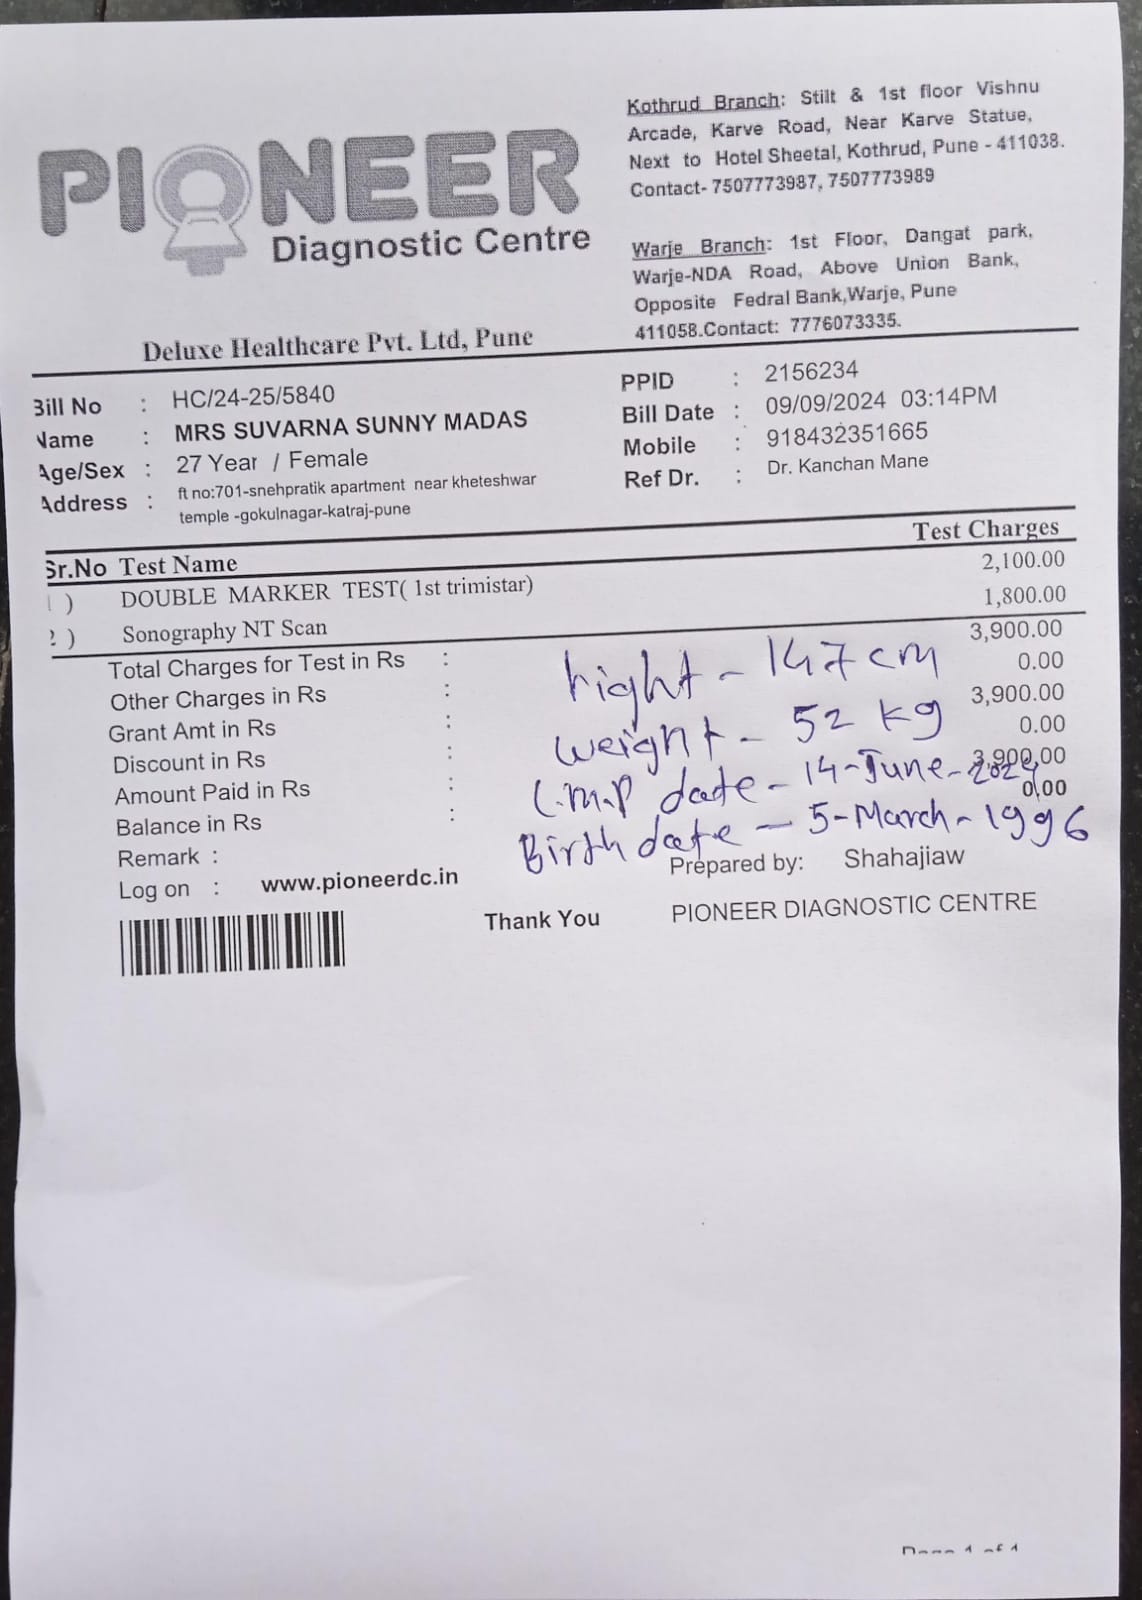 PIONEER
Diagnostic Centre
Deluxe Healthcare Pvt. Ltd, Pune
Kothrud Branch: Stilt & 1st floor Vishnu
Arcade, Karve Road, Near Karve Statue,
Next to Hotel Sheetal, Kothrud, Pune - 411038.
Contact- 7507773987, 7507773989
Warje Branch: 1st Floor, Dangat park,
Warje-NDA Road, Above Union Bank,
Opposite Fedral Bank,Warje, Pune
411058.Contact: 7776073335.
Bill No : HC/24-25/5840
Name : MRS SUVARNA SUNNY MADAS
Age/Sex : 27 Year / Female
Address : ft no:701-snehpratik apartment near kheteshwar
temple -gokulnagar-katraj-pune
PPID : 2156234
Bill Date : 09/09/2024 03:14PM
Mobile : 918432351665
Ref Dr. : Dr. Kanchan Mane
Sr.No Test Name Test Charges
1 ) DOUBLE MARKER TEST( 1st trimistar) 2,100.00
2 ) Sonography NT Scan 1,800.00
Total Charges for Test in Rs : 3,900.00
Other Charges in Rs : 0.00
Grant Amt in Rs : 3,900.00
Discount in Rs : 0.00
Amount Paid in Rs : 3,900.00
Balance in Rs : 0.00
hight - 147 cm
weight - 52 kg
L.M.P date - 14-June-2024
Birth date - 5-March-1996
Remark :
Prepared by: Shahajiaw
Log on : www.pioneerdc.in
Thank You PIONEER DIAGNOSTIC CENTRE
Page 1 of 1